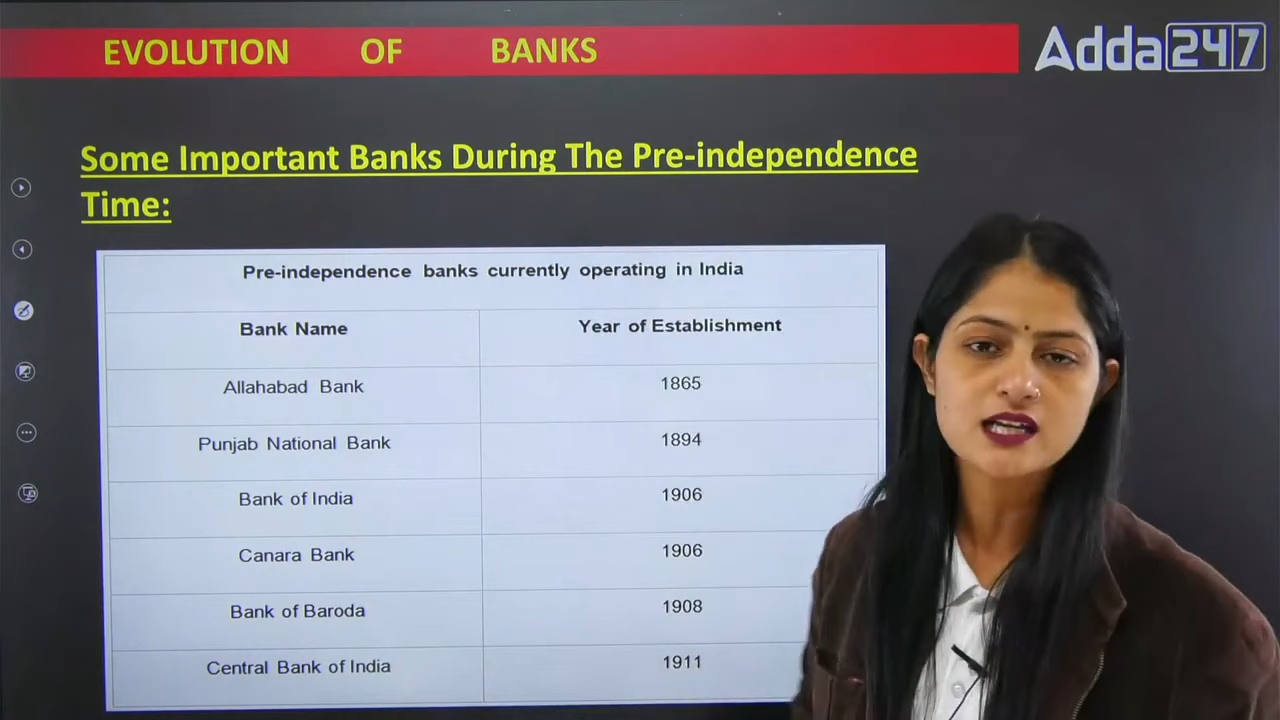 EVOLUTION OF BANKS
Adda247
Some Important Banks During The Pre-independence
Time:
Pre-independence banks currently operating in India
Bank Name Year of Establishment
Allahabad Bank 1865
Punjab National Bank 1894
Bank of India 1906
Canara Bank 1906
Bank of Baroda 1908
Central Bank of India 1911